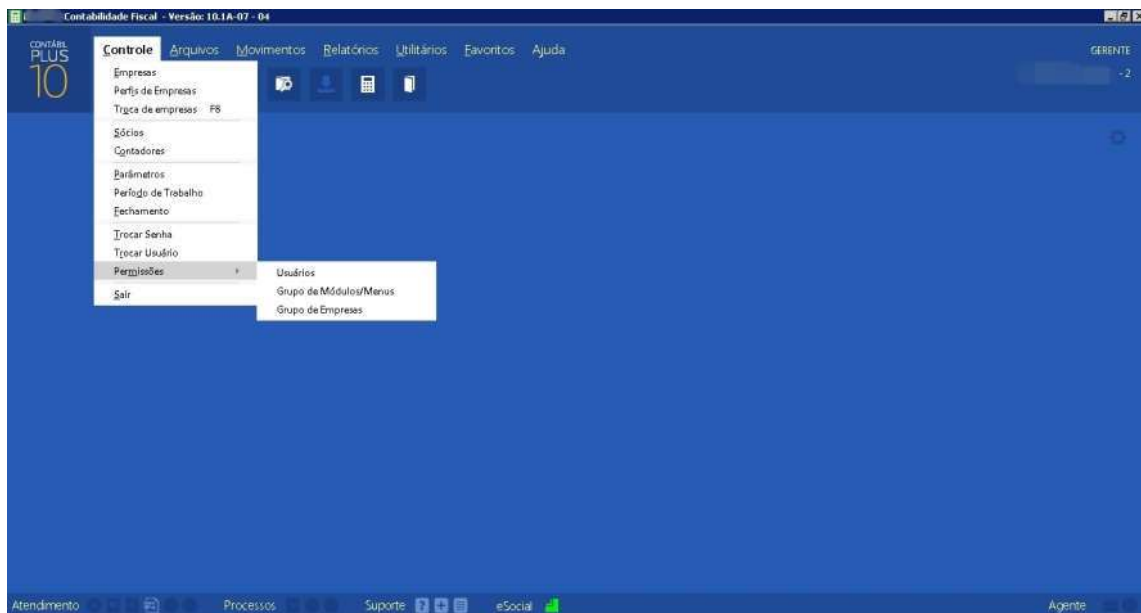 Contabilidade Fiscal - Versão: 10.1A-07 - 04
CONTÁBIL
PLUS
10
Controle Arquivos Movimentos Relatórios Utilitários Favoritos Ajuda
GERENTE
- 2
Empresas
Perfis de Empresas
Troca de empresas F8
Sócios
Contadores
Parâmetros
Período de Trabalho
Fechamento
Trocar Senha
Trocar Usuário
Permissões
Usuários
Grupo de Módulos/Menus
Grupo de Empresas
Sair
Atendimento Processos Suporte eSocial Agente